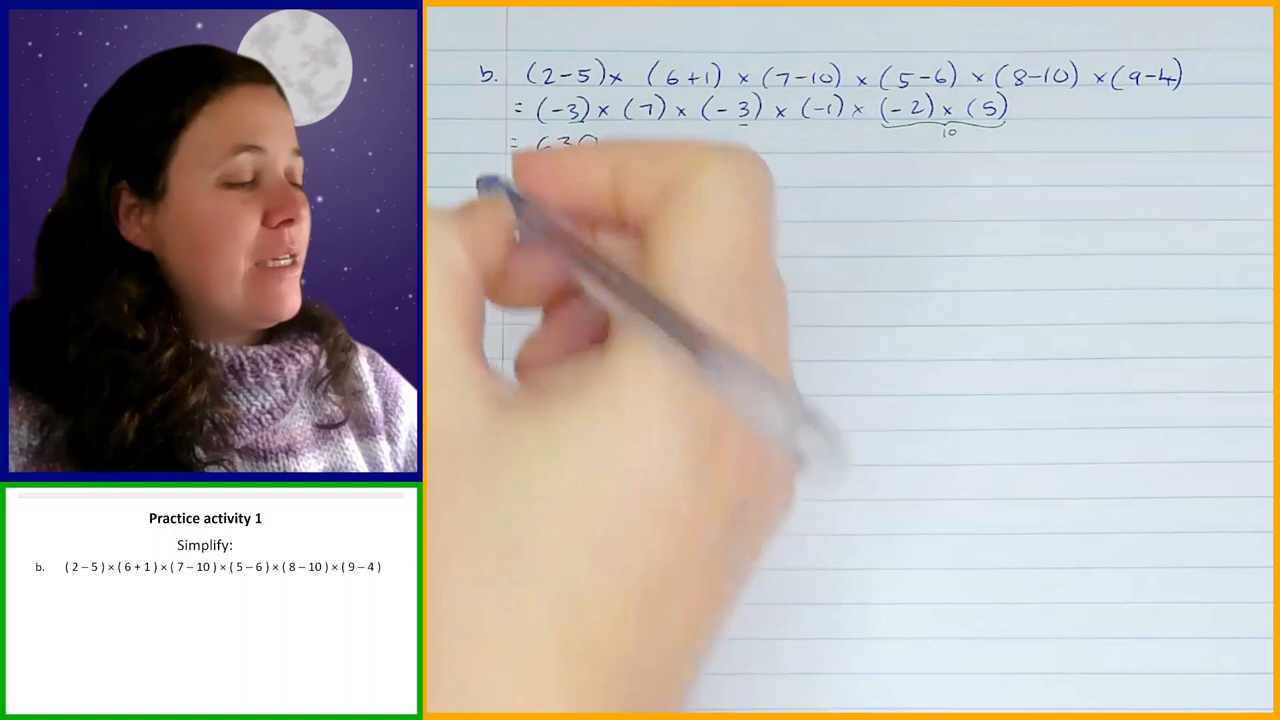 b. (2-5)× (6+1) × (7-10) × (5-6) × (8-10) × (9-4)
= (-3) × (7) × (-3) × (-1) × (-2) × (5)
10
= 630
Practice activity 1
Simplify:
b. ( 2 – 5 ) × ( 6 + 1 ) × ( 7 – 10 ) × ( 5 – 6 ) × ( 8 – 10 ) × ( 9 – 4 )